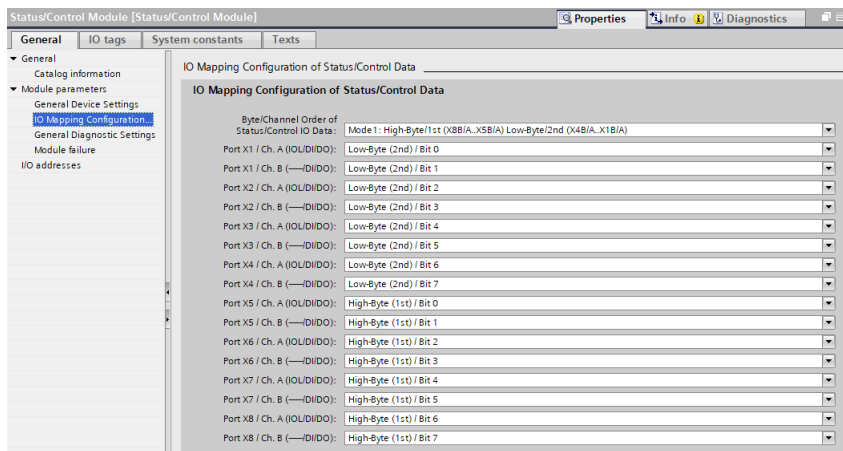 Status/Control Module [Status/Control Module]
Properties Info Diagnostics
General IO tags System constants Texts
General
Catalog information
Module parameters
General Device Settings
IO Mapping Configuration...
General Diagnostic Settings
Module failure
I/O addresses
IO Mapping Configuration of Status/Control Data
IO Mapping Configuration of Status/Control Data
Byte/Channel Order of
Status/Control IO Data: Mode1: High-Byte/1st (X8B/A..X5B/A) Low-Byte/2nd (X4B/A..X1B/A)
Port X1 / Ch. A (IOL/DI/DO): Low-Byte (2nd) / Bit 0
Port X1 / Ch. B (–––/DI/DO): Low-Byte (2nd) / Bit 1
Port X2 / Ch. A (IOL/DI/DO): Low-Byte (2nd) / Bit 2
Port X2 / Ch. B (–––/DI/DO): Low-Byte (2nd) / Bit 3
Port X3 / Ch. A (IOL/DI/DO): Low-Byte (2nd) / Bit 4
Port X3 / Ch. B (–––/DI/DO): Low-Byte (2nd) / Bit 5
Port X4 / Ch. A (IOL/DI/DO): Low-Byte (2nd) / Bit 6
Port X4 / Ch. B (–––/DI/DO): Low-Byte (2nd) / Bit 7
Port X5 / Ch. A (IOL/DI/DO): High-Byte (1st) / Bit 0
Port X5 / Ch. B (–––/DI/DO): High-Byte (1st) / Bit 1
Port X6 / Ch. A (IOL/DI/DO): High-Byte (1st) / Bit 2
Port X6 / Ch. B (–––/DI/DO): High-Byte (1st) / Bit 3
Port X7 / Ch. A (IOL/DI/DO): High-Byte (1st) / Bit 4
Port X7 / Ch. B (–––/DI/DO): High-Byte (1st) / Bit 5
Port X8 / Ch. A (IOL/DI/DO): High-Byte (1st) / Bit 6
Port X8 / Ch. B (–––/DI/DO): High-Byte (1st) / Bit 7